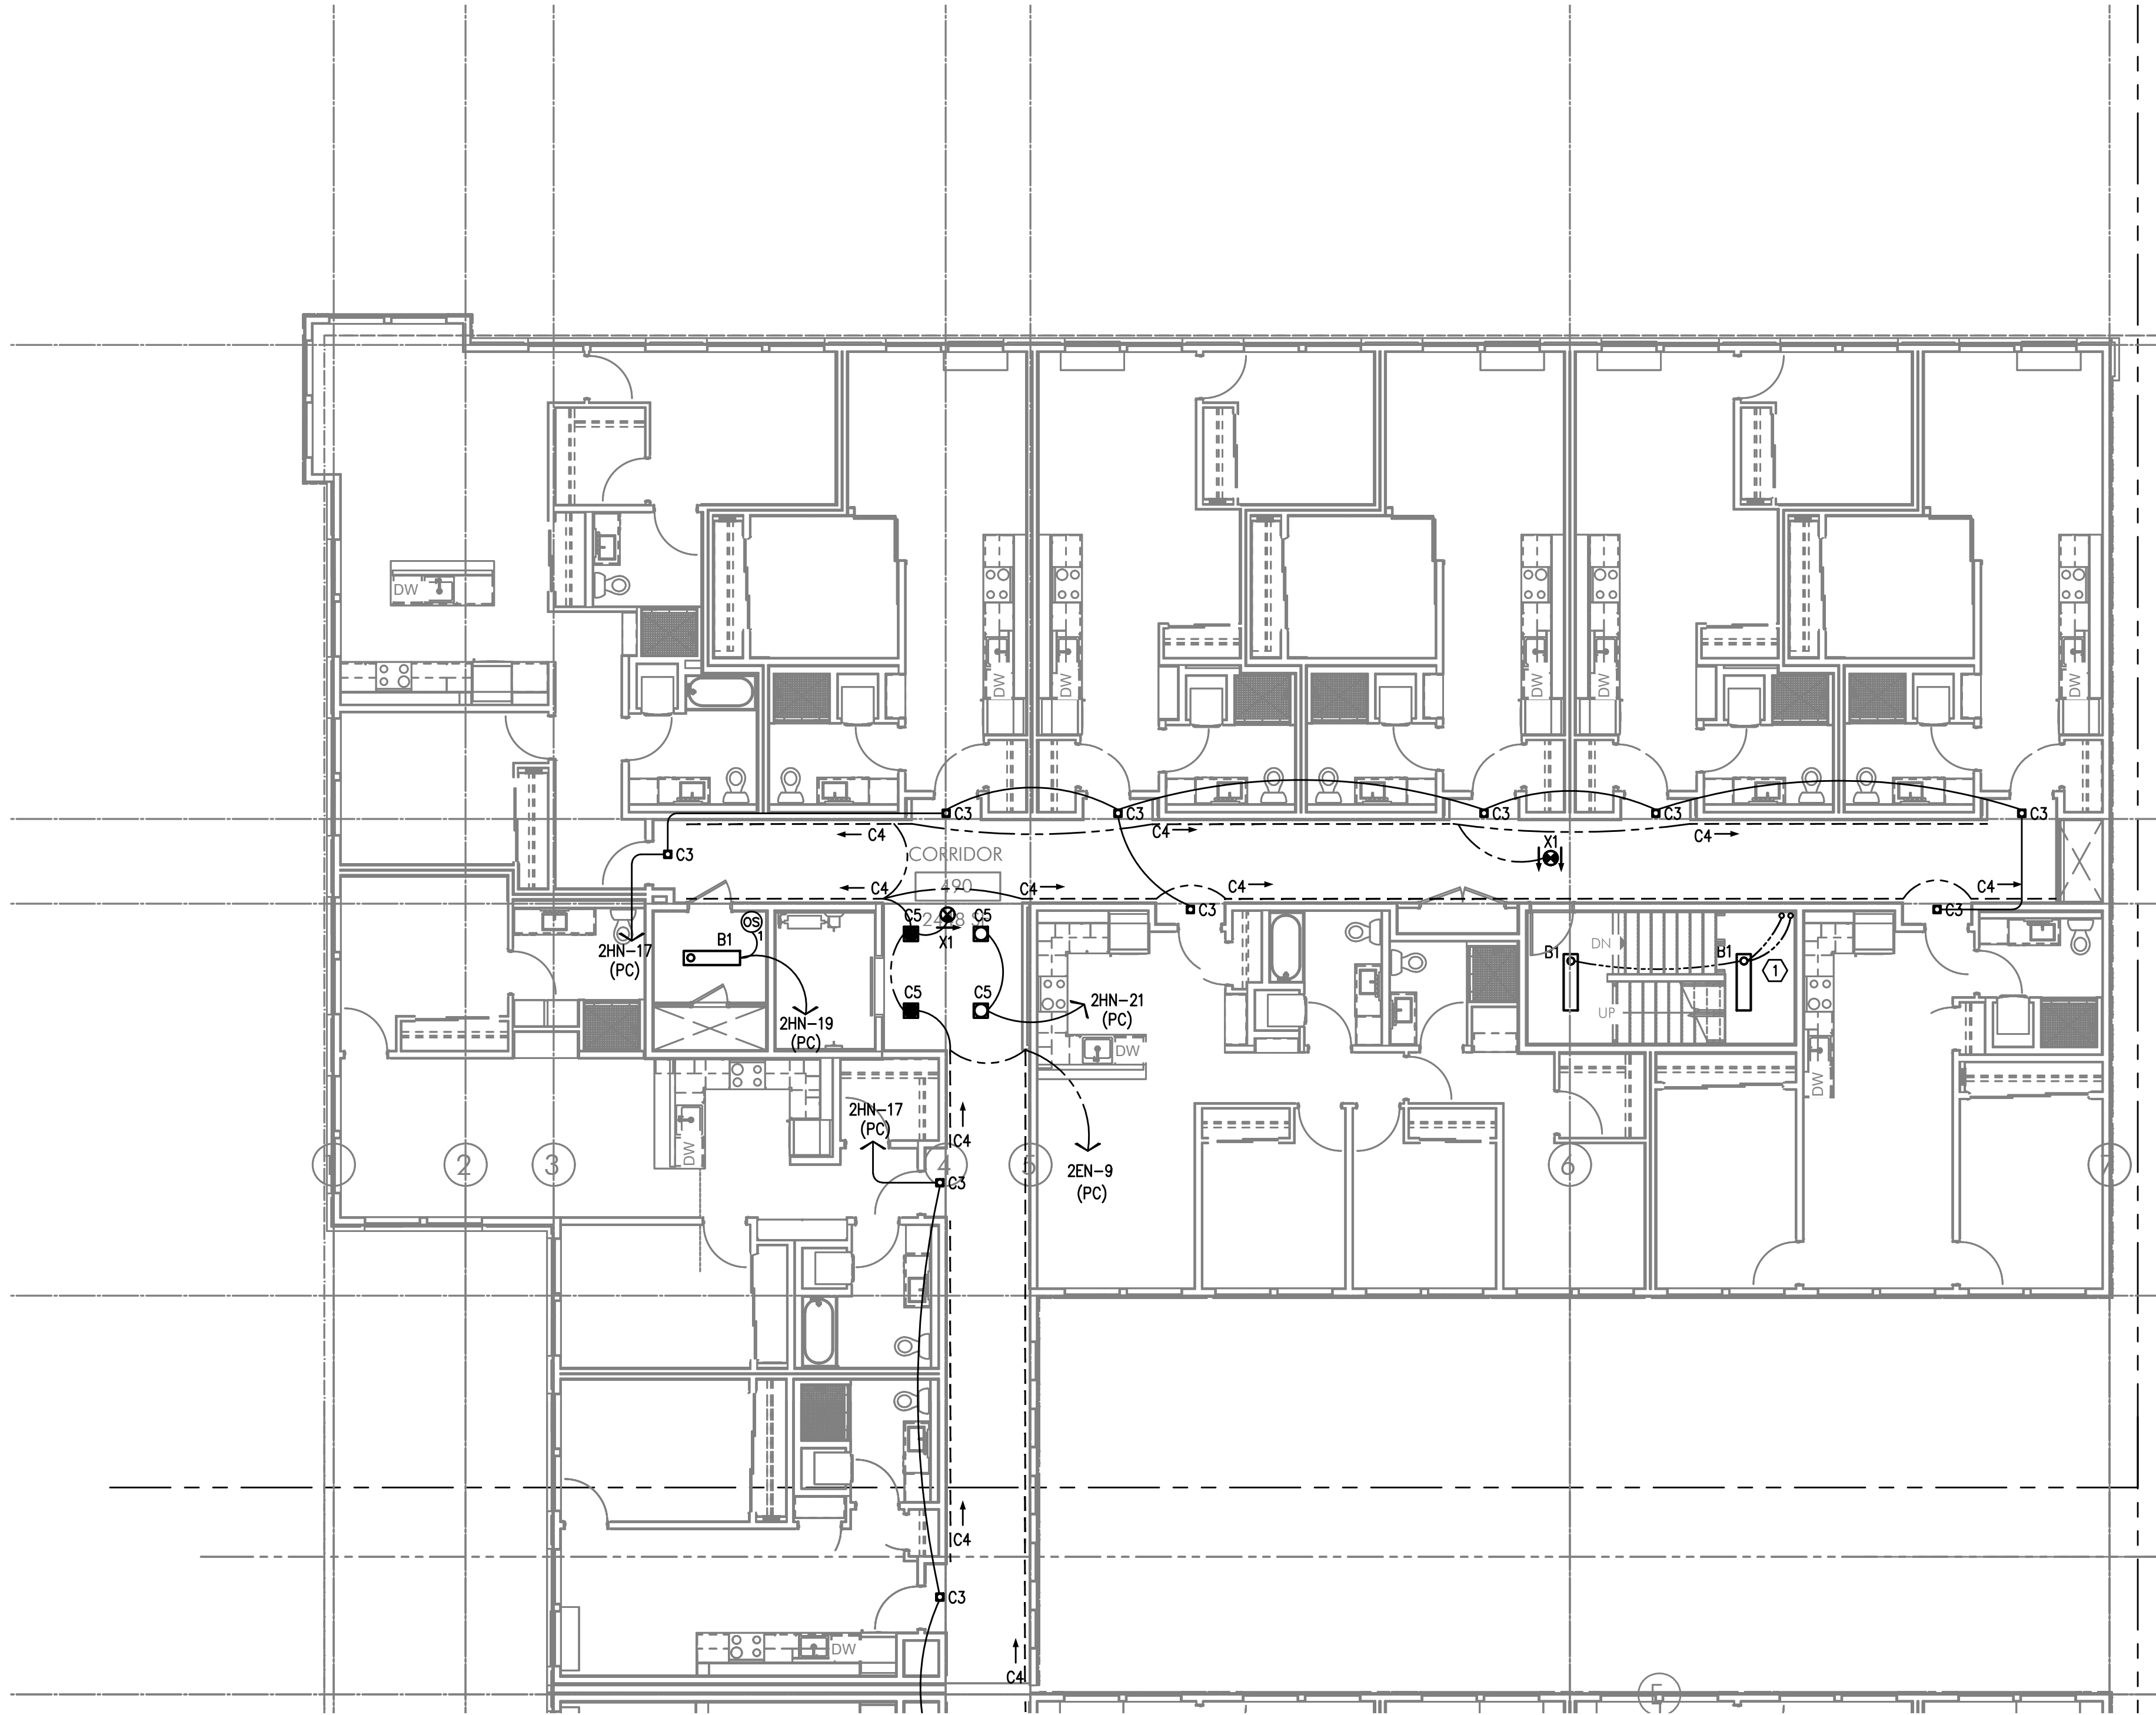 DW
DW
DW
DW
DW
DW
C3
C3
C3
C3
C3
C4
C4
C4
X1
C3
CORRIDOR
490
C4
C4
C4
C4
C3
C3
C5
C5
X1
OS
1
B1
2HN-17
(PC)
DN
B1
B1
1
UP
C5
C5
2HN-21
(PC)
2HN-19
(PC)
DW
DW
2HN-17
(PC)
C4
DW
2
3
4
5
6
7
2EN-9
(PC)
C3
C4
C3
DW
C4